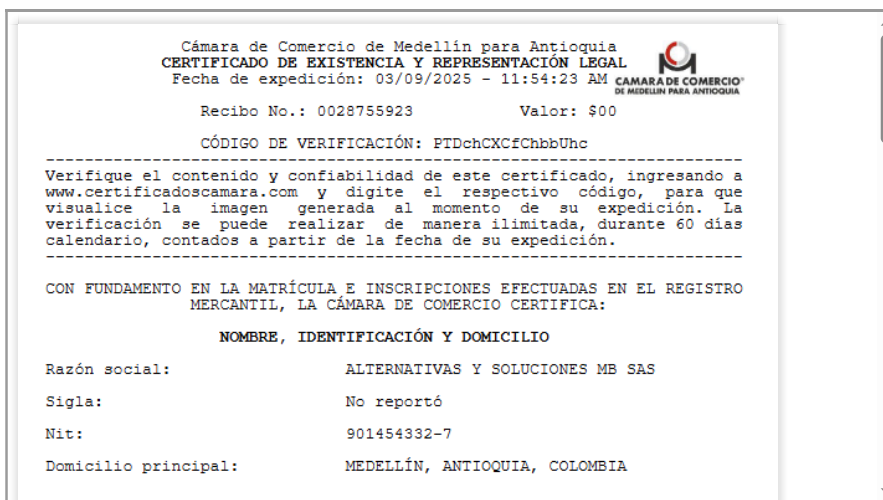 Cámara de Comercio de Medellín para Antioquia
CERTIFICADO DE EXISTENCIA Y REPRESENTACIÓN LEGAL
Fecha de expedición: 03/09/2025 - 11:54:23 AM
CAMARA DE COMERCIO®
DE MEDELLIN PARA ANTIOQUIA
Recibo No.: 0028755923 Valor: $00
CÓDIGO DE VERIFICACIÓN: PTDchCXCfChbbUhc
------------------------------------------------------------------------
Verifique el contenido y confiabilidad de este certificado, ingresando a
www.certificadoscamara.com y digite el respectivo código, para que
visualice la imagen generada al momento de su expedición. La
verificación se puede realizar de manera ilimitada, durante 60 días
calendario, contados a partir de la fecha de su expedición.
------------------------------------------------------------------------
CON FUNDAMENTO EN LA MATRÍCULA E INSCRIPCIONES EFECTUADAS EN EL REGISTRO
MERCANTIL, LA CÁMARA DE COMERCIO CERTIFICA:
NOMBRE, IDENTIFICACIÓN Y DOMICILIO
Razón social: ALTERNATIVAS Y SOLUCIONES MB SAS
Sigla: No reportó
Nit: 901454332-7
Domicilio principal: MEDELLÍN, ANTIOQUIA, COLOMBIA